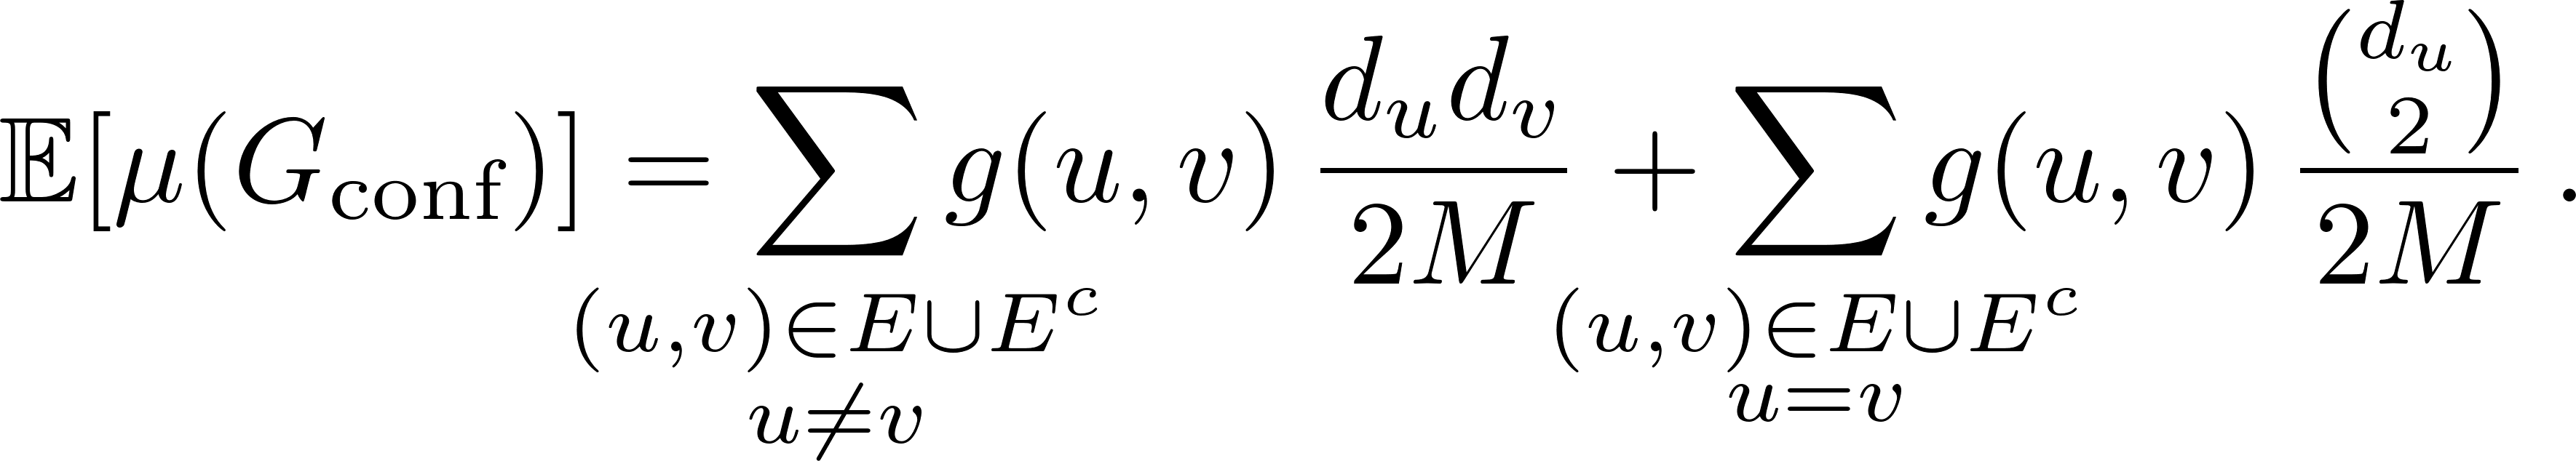 $$\mathbb{E}[\mu(G_{\text{conf}})] = \sum_{\substack{(u,v)\in E\cup E^c \\ u\neq v}} g(u,v)\,\frac{d_u d_v}{2M} + \sum_{\substack{(u,v)\in E\cup E^c \\ u=v}} g(u,v)\,\frac{\binom{d_u}{2}}{2M}\,.$$